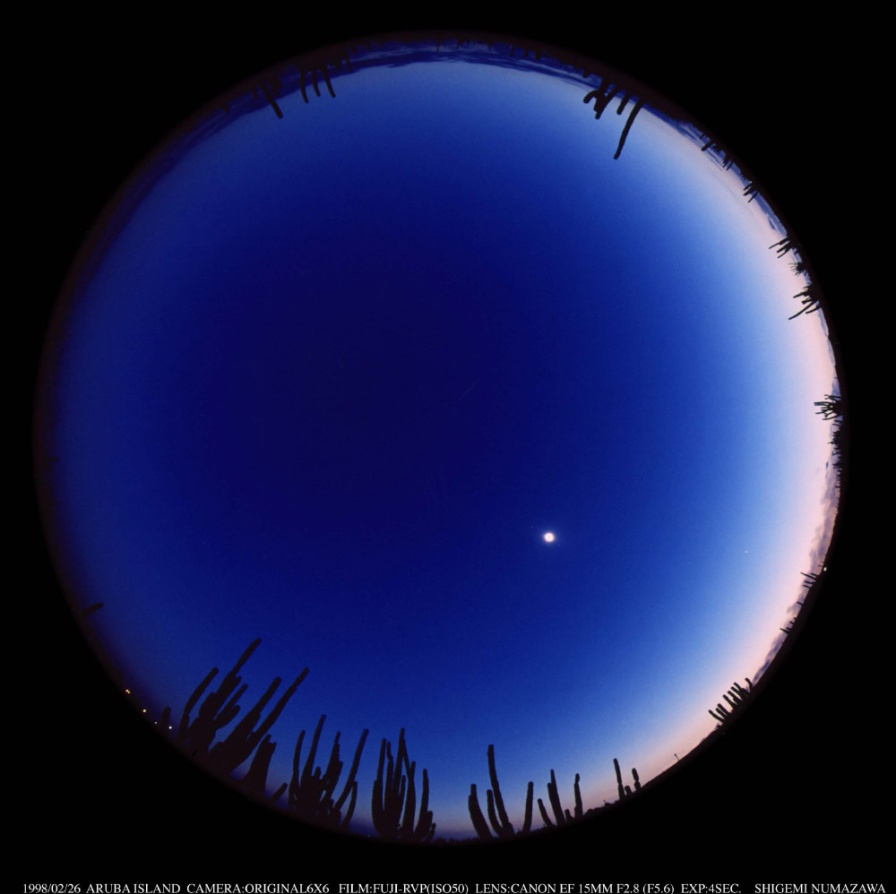 1998/02/26 ARUBA ISLAND CAMERA:ORIGINAL6X6 FILM:FUJI-RVP(ISO50) LENS:CANON EF 15MM F2.8 (F5.6) EXP:4SEC. SHIGEMI NUMAZAWA